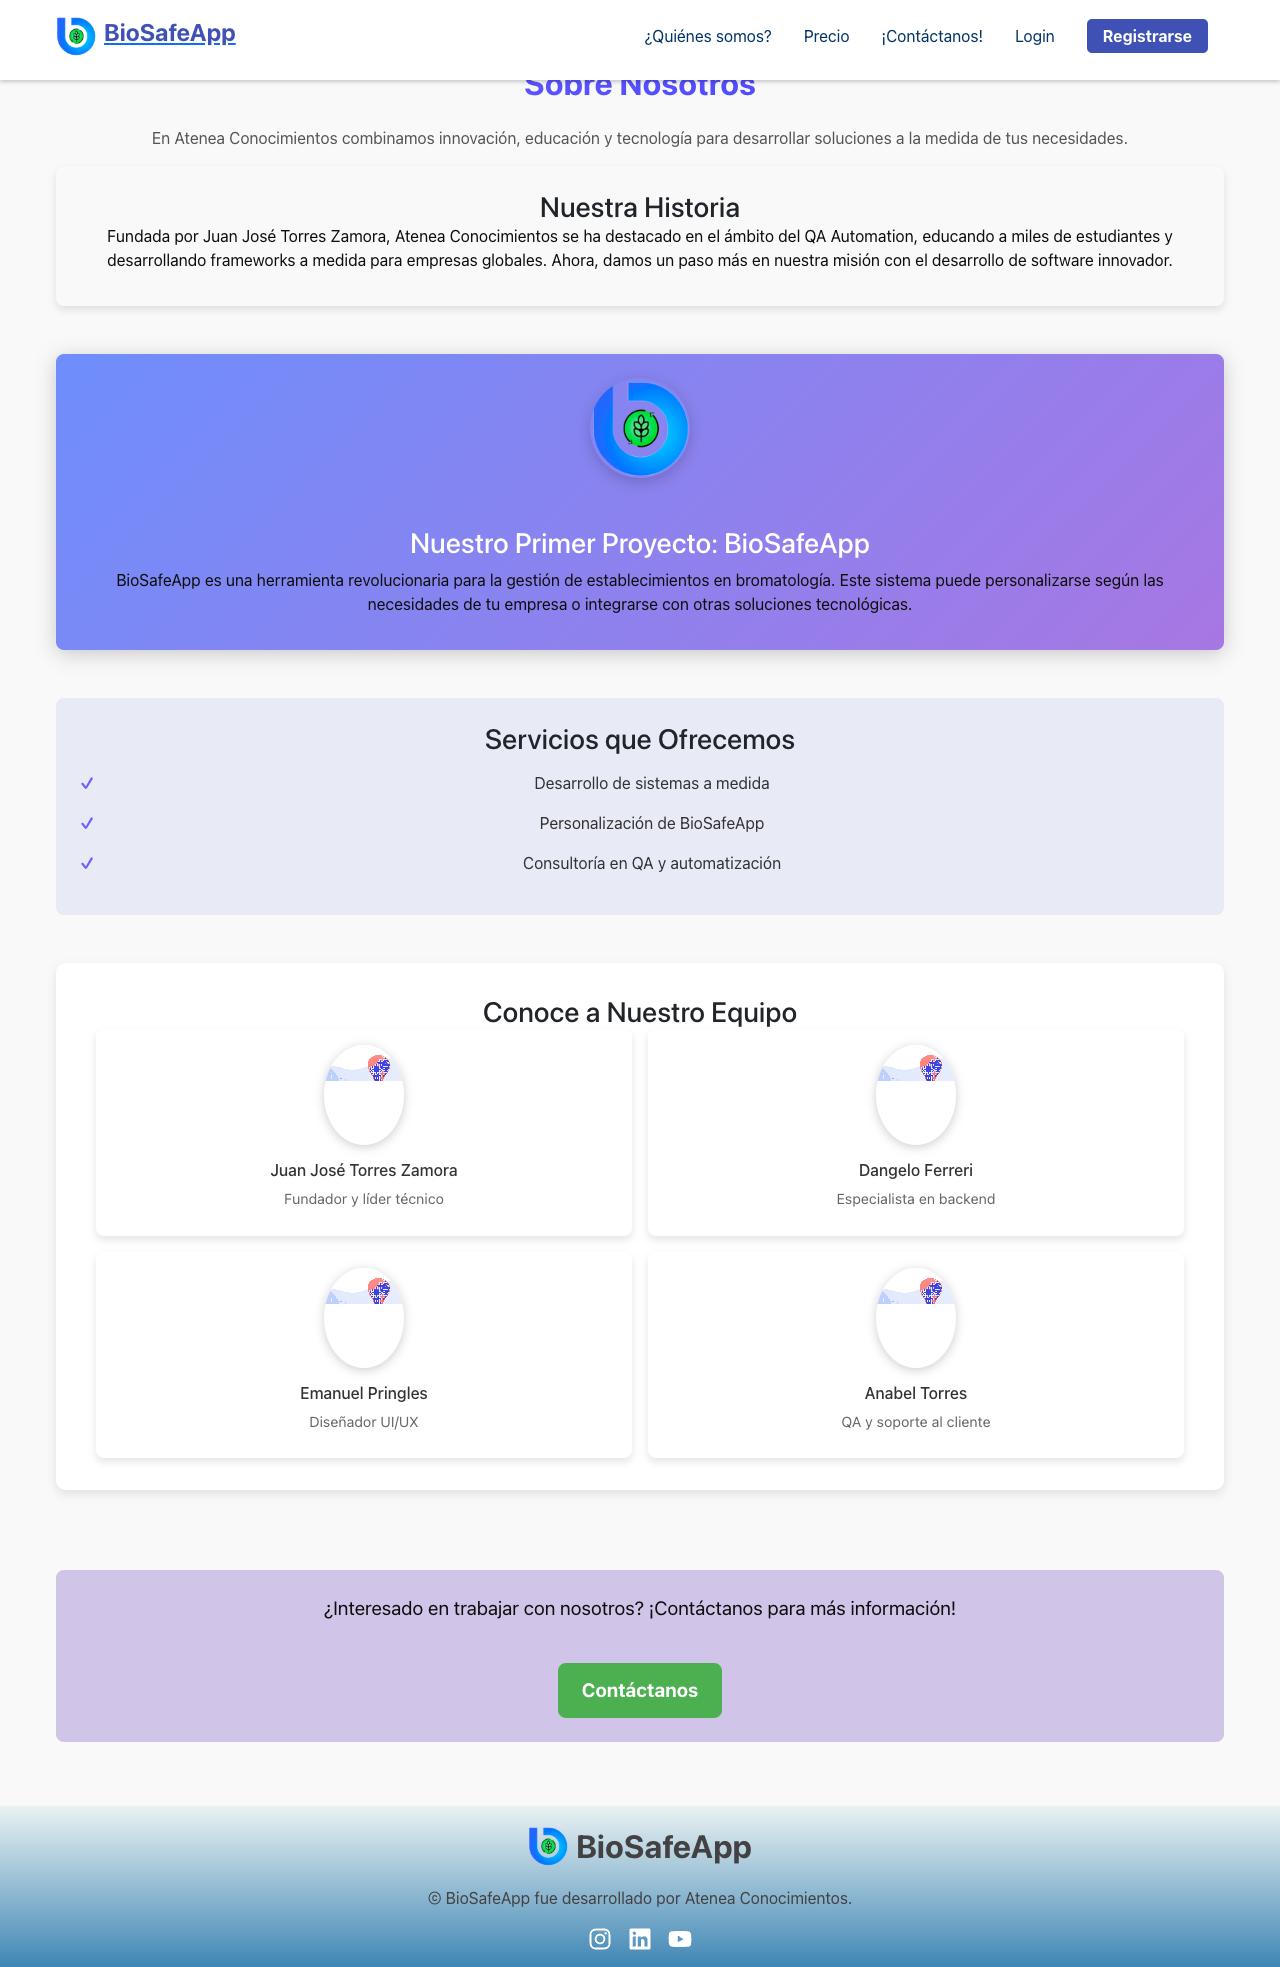 BioSafeApp
¿Quiénes somos?
Precio
¡Contáctanos!
Login
Registrarse
Sobre Nosotros
En Atenea Conocimientos combinamos innovación, educación y tecnología para desarrollar soluciones a la medida de tus necesidades.
Nuestra Historia
Fundada por Juan José Torres Zamora, Atenea Conocimientos se ha destacado en el ámbito del QA Automation, educando a miles de estudiantes y
desarrollando frameworks a medida para empresas globales. Ahora, damos un paso más en nuestra misión con el desarrollo de software innovador.
Nuestro Primer Proyecto: BioSafeApp
BioSafeApp es una herramienta revolucionaria para la gestión de establecimientos en bromatología. Este sistema puede personalizarse según las
necesidades de tu empresa o integrarse con otras soluciones tecnológicas.
Servicios que Ofrecemos
Desarrollo de sistemas a medida
Personalización de BioSafeApp
Consultoría en QA y automatización
Conoce a Nuestro Equipo
Juan José Torres Zamora
Fundador y líder técnico
Dangelo Ferreri
Especialista en backend
Emanuel Pringles
Diseñador UI/UX
Anabel Torres
QA y soporte al cliente
¿Interesado en trabajar con nosotros? ¡Contáctanos para más información!
Contáctanos
BioSafeApp
© BioSafeApp fue desarrollado por Atenea Conocimientos.